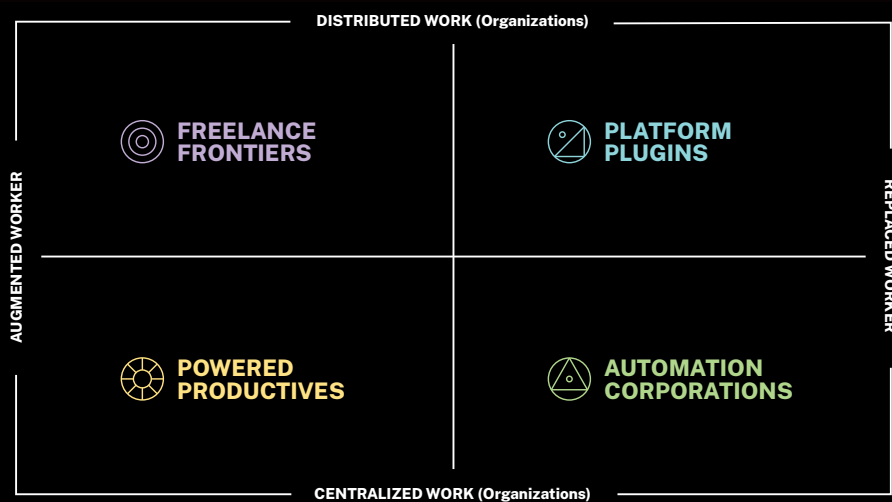 DISTRIBUTED WORK (Organizations)
FREELANCE
FRONTIERS
PLATFORM
PLUGINS
AUGMENTED WORKER
REPLACED WORKER
POWERED
PRODUCTIVES
AUTOMATION
CORPORATIONS
CENTRALIZED WORK (Organizations)